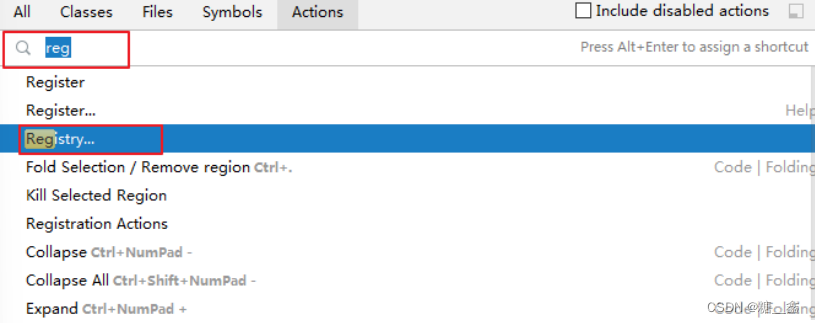 All Classes Files Symbols Actions Include disabled actions
reg Press Alt+Enter to assign a shortcut
Register
Register... Help
Registry...
Fold Selection / Remove region Ctrl+. Code | Folding
Kill Selected Region
Registration Actions
Collapse Ctrl+NumPad - Code | Folding
Collapse All Ctrl+Shift+NumPad - Code | Folding
Expand Ctrl+NumPad + Code | Folding
CSDN @